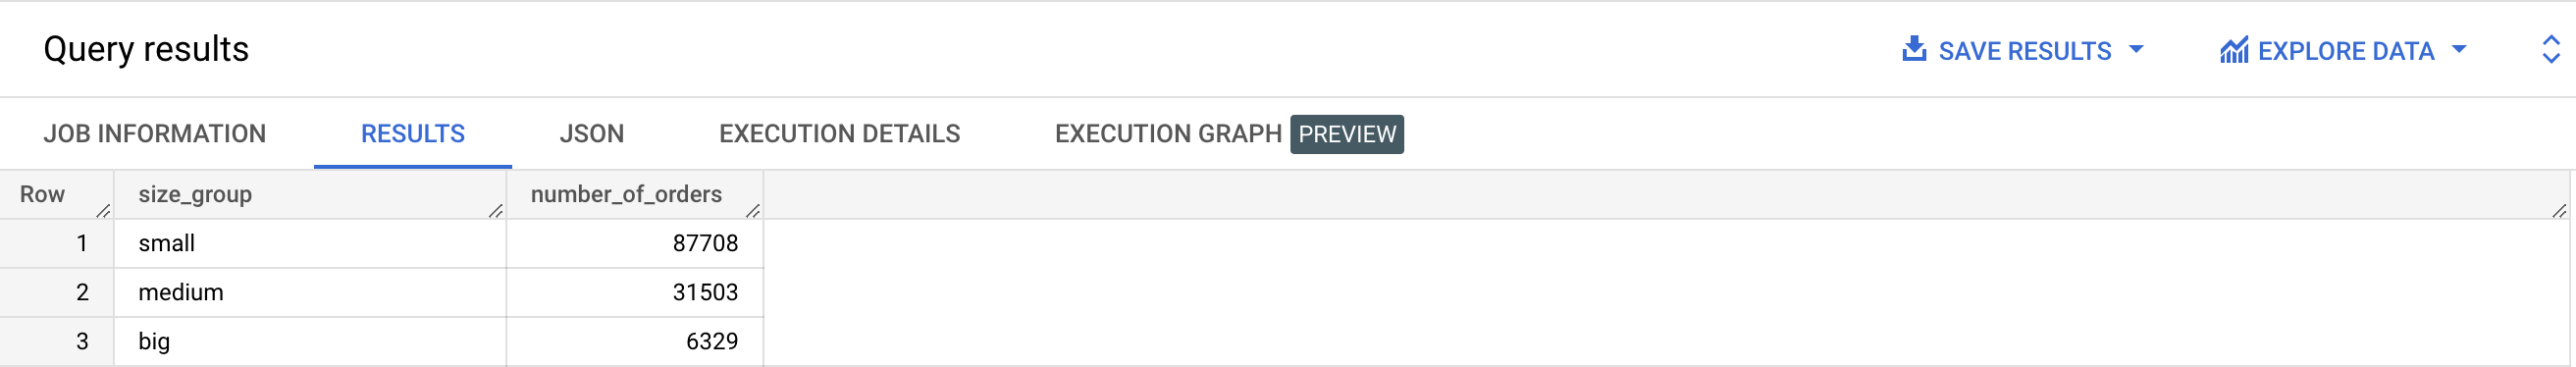 Query results SAVE RESULTS EXPLORE DATA
JOB INFORMATION RESULTS JSON EXECUTION DETAILS EXECUTION GRAPH PREVIEW
Row size_group number_of_orders
1 small 87708
2 medium 31503
3 big 6329